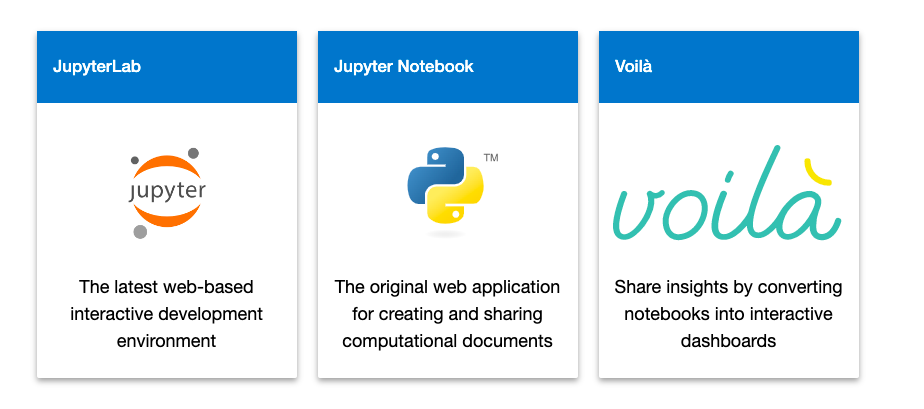 JupyterLab
jupyter
The latest web-based
interactive development
environment
Jupyter Notebook
TM
The original web application
for creating and sharing
computational documents
Voilà
voilà
Share insights by converting
notebooks into interactive
dashboards